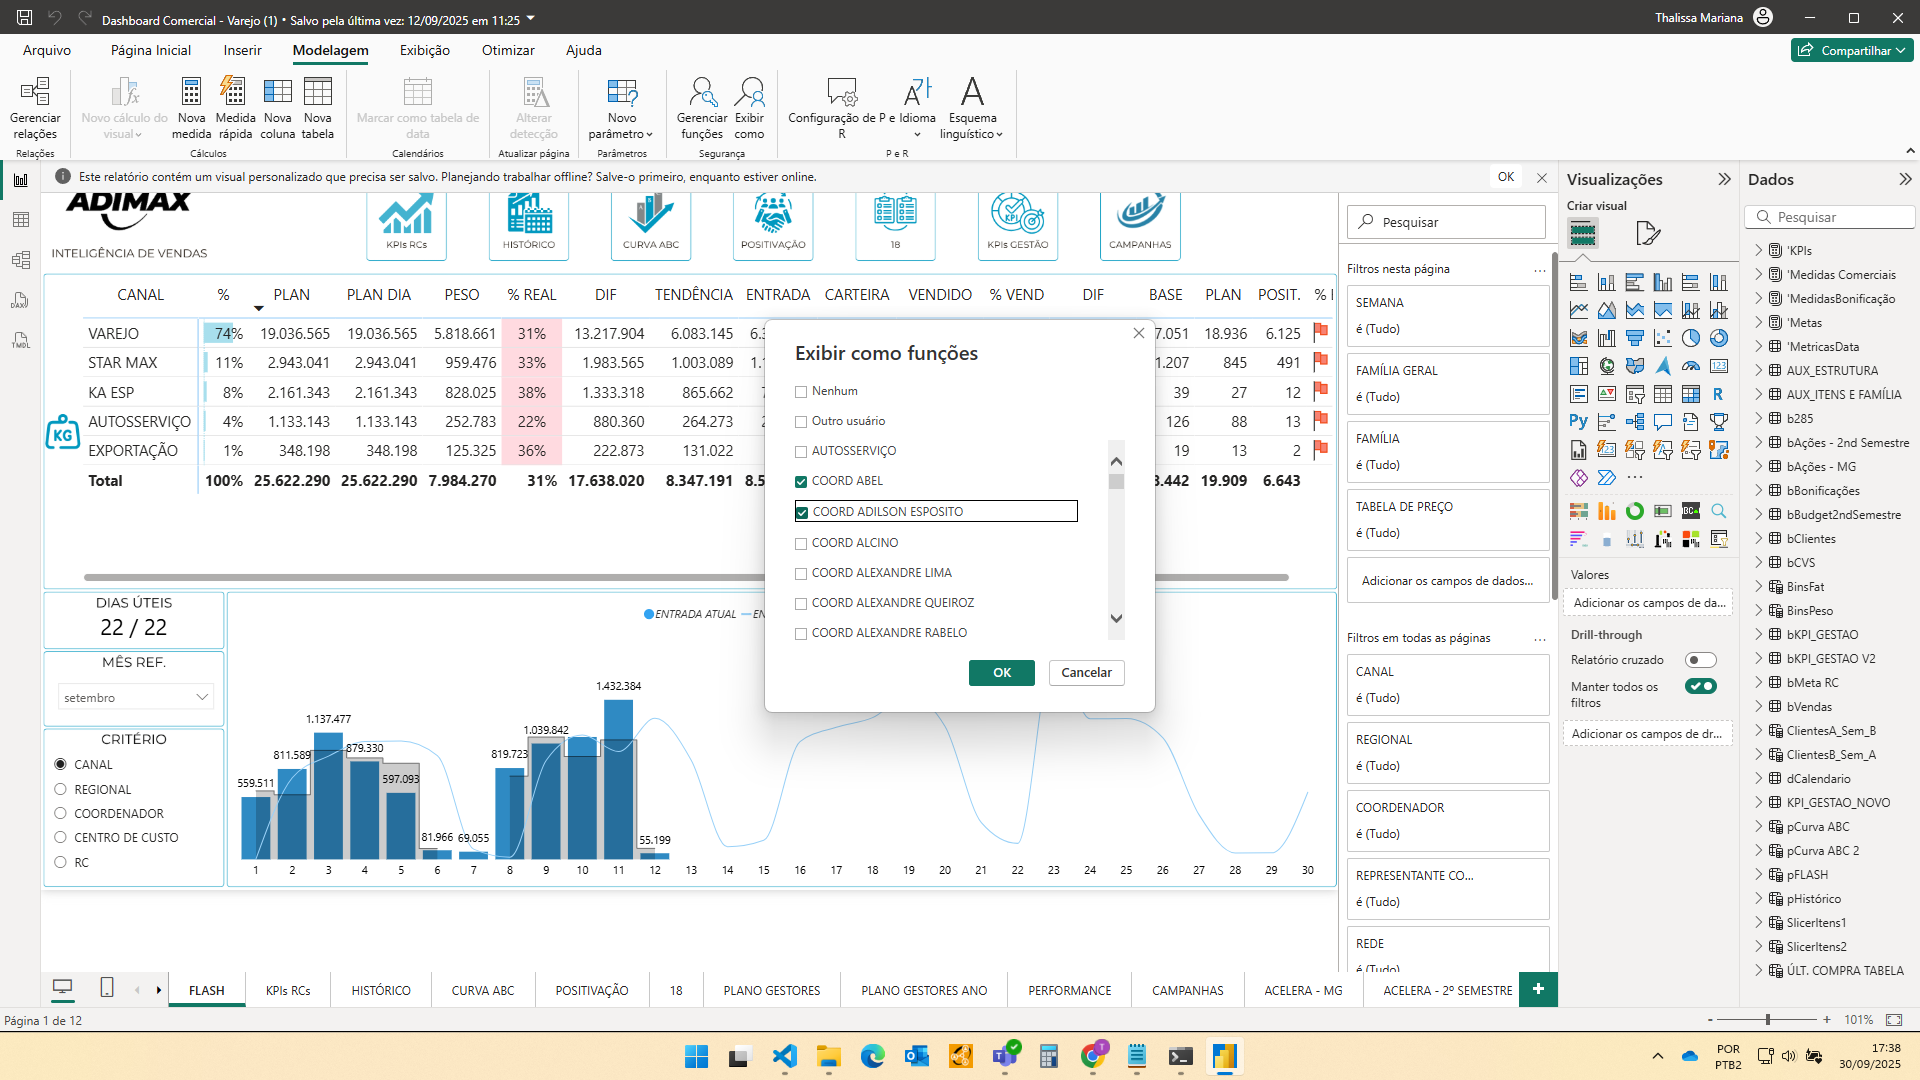 Dashboard Comercial - Varejo (1) • Salvo pela última vez: 12/09/2025 em 11:25
Thalissa Mariana
Arquivo
Página Inicial
Inserir
Modelagem
Exibição
Otimizar
Ajuda
Compartilhar
Gerenciar relações
Novo cálculo do visual
Nova medida
Medida rápida
Nova coluna
Nova tabela
Marcar como tabela de data
Alterar detecção
Novo parâmetro
Gerenciar funções
Exibir como
Configuração de P e R
Idioma
Esquema linguístico
Relações
Cálculos
Calendários
Atualizar página
Parâmetros
Segurança
P e R
Este relatório contém um visual personalizado que precisa ser salvo. Planejando trabalhar offline? Salve-o primeiro, enquanto estiver online.
OK
ADIMAX
INTELIGÊNCIA DE VENDAS
KPIs RCs
HISTÓRICO
CURVA ABC
POSITIVAÇÃO
18
KPIs GESTÃO
CAMPANHAS
CANAL % PLAN PLAN DIA PESO % REAL DIF TENDÊNCIA ENTRADA CARTEIRA VENDIDO % VEND DIF BASE PLAN POSIT.
VAREJO 74% 19.036.565 19.036.565 5.818.661 31% 13.217.904 6.083.145 18.936 6.125
STAR MAX 11% 2.943.041 2.943.041 959.476 33% 1.983.565 1.003.089 845 491
KA ESP 8% 2.161.343 2.161.343 828.025 38% 1.333.318 865.662 39 27 12
AUTOSSERVIÇO 4% 1.133.143 1.133.143 252.783 22% 880.360 264.273 126 88 13
EXPORTAÇÃO 1% 348.198 348.198 125.325 36% 222.873 131.022 19 13 2
Total 100% 25.622.290 25.622.290 7.984.270 31% 17.638.020 8.347.191 19.909 6.643
KG
Exibir como funções
Nenhum
Outro usuário
AUTOSSERVIÇO
COORD ABEL
COORD ADILSON ESPOSITO
COORD ALCINO
COORD ALEXANDRE LIMA
COORD ALEXANDRE QUEIROZ
COORD ALEXANDRE RABELO
OK
Cancelar
DIAS ÚTEIS
22 / 22
MÊS REF.
setembro
CRITÉRIO
CANAL
REGIONAL
COORDENADOR
CENTRO DE CUSTO
RC
ENTRADA ATUAL
559.511
811.589
1.137.477
879.330
597.093
81.966
69.055
819.723
1.039.842
1.432.384
55.199
1 2 3 4 5 6 7 8 9 10 11 12 13 14 15 16 17 18 19 20 21 22 23 24 25 26 27 28 29 30
Pesquisar
Filtros nesta página ...
SEMANA
é (Tudo)
FAMÍLIA GERAL
é (Tudo)
FAMÍLIA
é (Tudo)
TABELA DE PREÇO
é (Tudo)
Adicionar os campos de dados...
Filtros em todas as páginas ...
CANAL
é (Tudo)
REGIONAL
é (Tudo)
COORDENADOR
é (Tudo)
REPRESENTANTE CO...
é (Tudo)
REDE
é (Tudo)
Visualizações
Criar visual
Valores
Adicionar os campos de da...
Drill-through
Relatório cruzado
Manter todos os filtros
Adicionar os campos de dr...
Dados
Pesquisar
'KPIs
'Medidas Comerciais
'MedidasBonificação
'Metas
'MetricasData
AUX_ESTRUTURA
AUX_ITENS E FAMÍLIA
b285
bAções - 2nd Semestre
bAções - MG
bBonificações
bBudget2ndSemestre
bClientes
bCVS
BinsFat
BinsPeso
bKPI_GESTAO
bKPI_GESTAO V2
bMeta RC
bVendas
ClientesA_Sem_B
ClientesB_Sem_A
dCalendario
KPI_GESTAO_NOVO
pCurva ABC
pCurva ABC 2
pFLASH
pHistórico
SlicerItens1
SlicerItens2
ÚLT. COMPRA TABELA
FLASH
KPIs RCs
HISTÓRICO
CURVA ABC
POSITIVAÇÃO
18
PLANO GESTORES
PLANO GESTORES ANO
PERFORMANCE
CAMPANHAS
ACELERA - MG
ACELERA - 2º SEMESTRE
Página 1 de 12
101%
POR
PTB2
17:38
30/09/2025